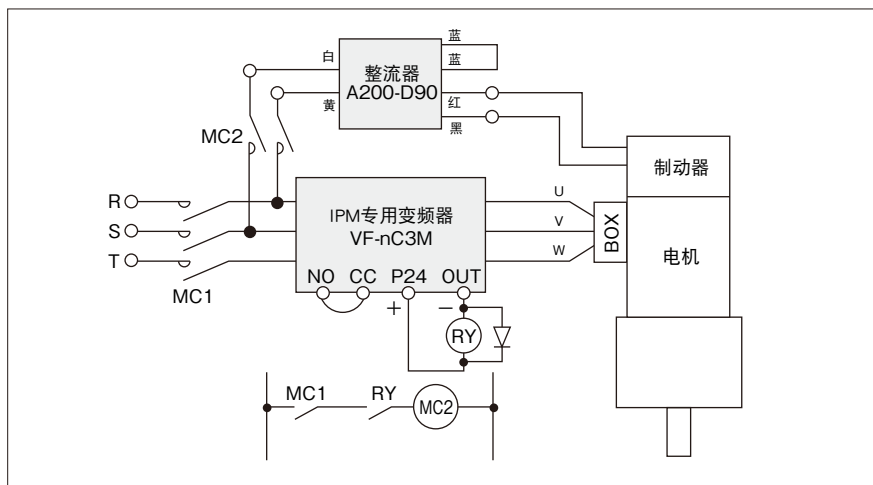 蓝
白
整流器
蓝
A200-D90
黄
红
黑
MC2
制动器
R
IPM专用变频器
U
S
VF-nC3M
V
BOX
电机
T
W
MC1
NO CC P24 OUT
+
−
RY
MC1
RY
MC2